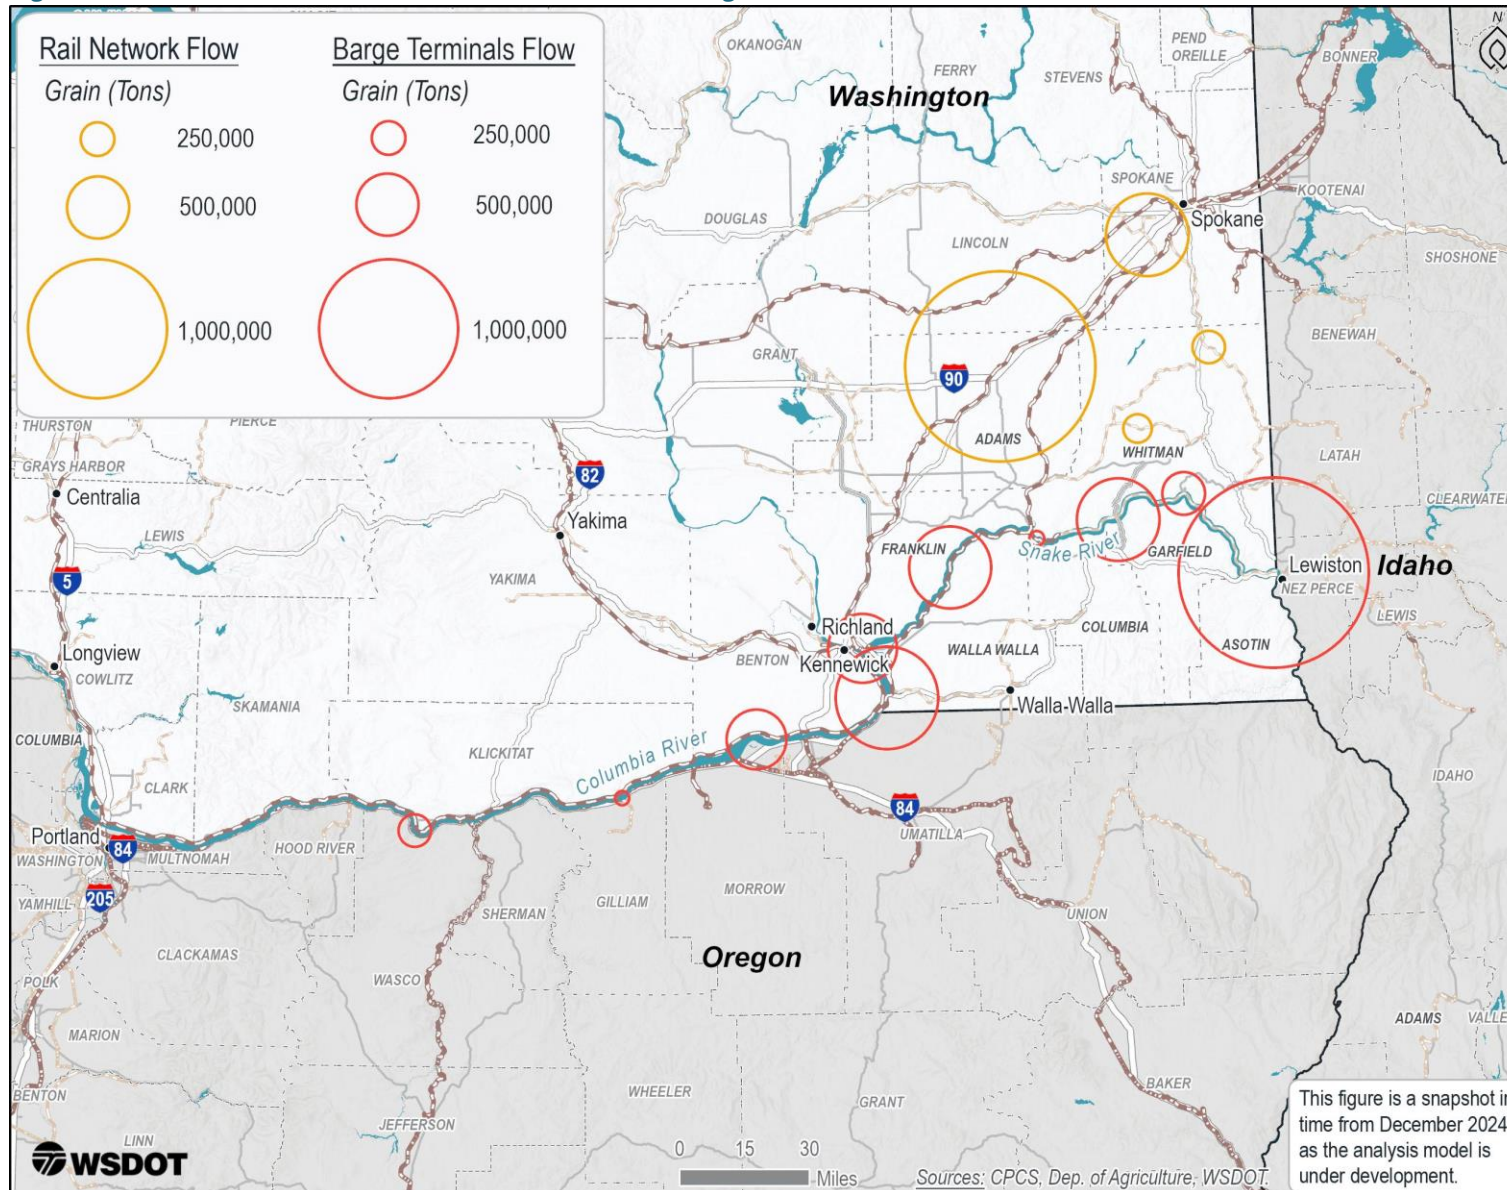 Rail Network Flow
Grain (Tons)
250,000
500,000
1,000,000
Barge Terminals Flow
Grain (Tons)
250,000
500,000
1,000,000
N
OKANOGAN
FERRY
STEVENS
PEND
OREILLE
BONNER
Washington
SPOKANE
KOOTENAI
Spokane
DOUGLAS
LINCOLN
SHOSHONE
BENEWAH
GRANT
90
THURSTON
PIERCE
ADAMS
WHITMAN
LATAH
GRAYS HARBOR
82
CLEARWATER
Centralia
Yakima
LEWIS
FRANKLIN
Snake River
GARFIELD
Lewiston
Idaho
NEZ PERCE
5
YAKIMA
LEWIS
Richland
COLUMBIA
ASOTIN
Longview
BENTON
Kennewick
WALLA WALLA
COWLITZ
SKAMANIA
Walla-Walla
COLUMBIA
KLICKITAT
Columbia River
CLARK
IDAHO
84
UMATILLA
Portland
84
WASHINGTON
MULTNOMAH
HOOD RIVER
205
YAMHILL
SHERMAN
GILLIAM
MORROW
UNION
CLACKAMAS
Oregon
POLK
WASCO
MARION
ADAMS
VALLE
BENTON
WHEELER
GRANT
BAKER
JEFFERSON
LINN
WSDOT
0 15 30
Miles
Sources: CPCS, Dep. of Agriculture, WSDOT.
This figure is a snapshot in
time from December 2024
as the analysis model is
under development.